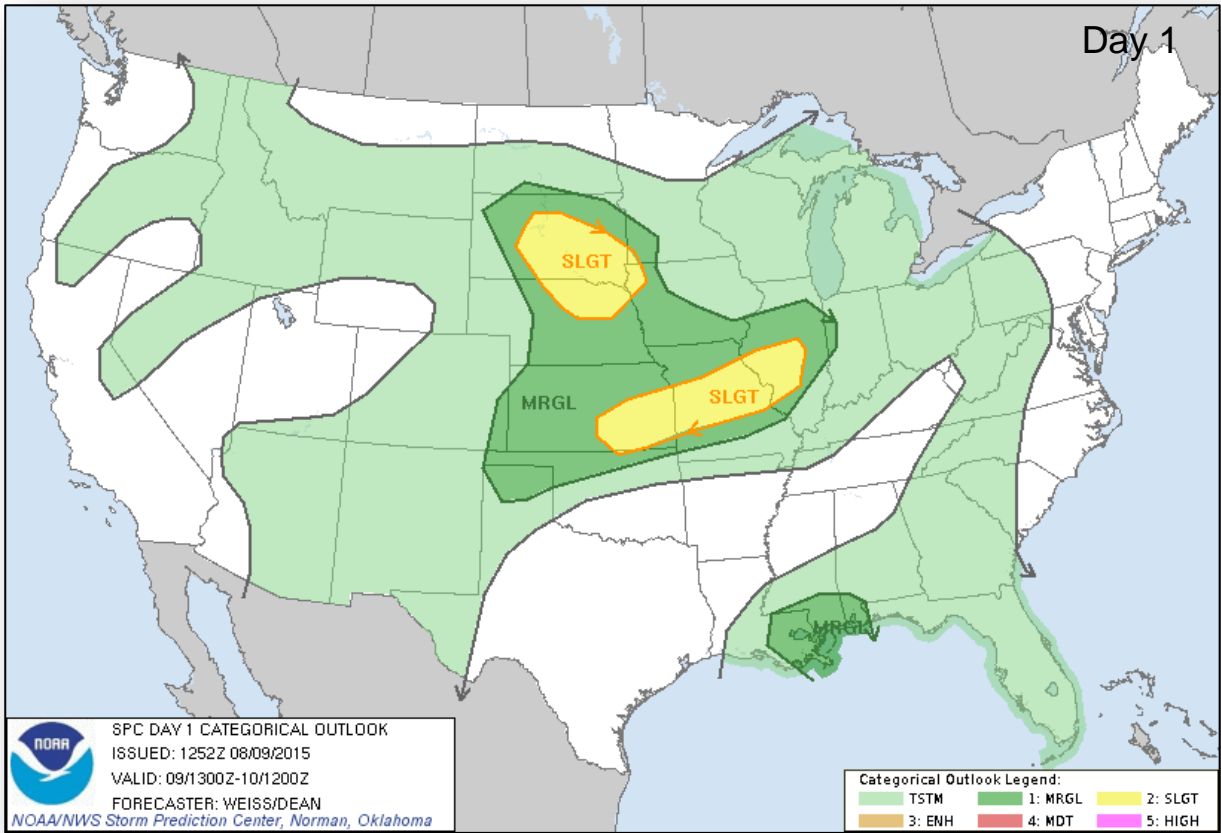 Day 1
SLGT
MRGL
SLGT
MRGL
NOAA
SPC DAY 1 CATEGORICAL OUTLOOK
ISSUED: 1252Z 08/09/2015
VALID: 09/1300Z-10/1200Z
FORECASTER: WEISS/DEAN
NOAA/NWS Storm Prediction Center, Norman, Oklahoma
Categorical Outlook Legend:
TSTM 1: MRGL 2: SLGT
3: ENH 4: MDT 5: HIGH